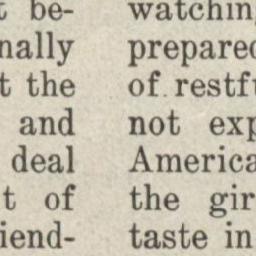 t be-
nally
t the
and
deal
t of
iend-
watching
prepared
of restfu
not exp
America
the gir
taste in